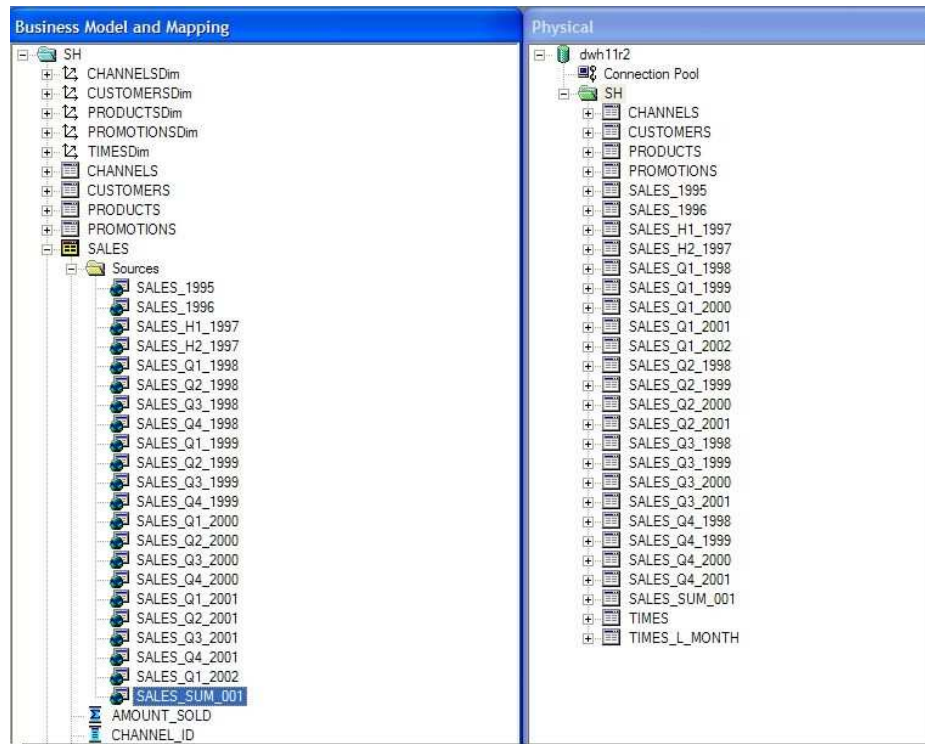 Business Model and Mapping
SH
CHANNELSDim
CUSTOMERSDim
PRODUCTSDim
PROMOTIONSDim
TIMESDim
CHANNELS
CUSTOMERS
PRODUCTS
PROMOTIONS
SALES
Sources
SALES_1995
SALES_1996
SALES_H1_1997
SALES_H2_1997
SALES_Q1_1998
SALES_Q2_1998
SALES_Q3_1998
SALES_Q4_1998
SALES_Q1_1999
SALES_Q2_1999
SALES_Q3_1999
SALES_Q4_1999
SALES_Q1_2000
SALES_Q2_2000
SALES_Q3_2000
SALES_Q4_2000
SALES_Q1_2001
SALES_Q2_2001
SALES_Q3_2001
SALES_Q4_2001
SALES_Q1_2002
SALES_SUM_001
AMOUNT_SOLD
CHANNEL_ID
Physical
dwh11r2
Connection Pool
SH
CHANNELS
CUSTOMERS
PRODUCTS
PROMOTIONS
SALES_1995
SALES_1996
SALES_H1_1997
SALES_H2_1997
SALES_Q1_1998
SALES_Q1_1999
SALES_Q1_2000
SALES_Q1_2001
SALES_Q1_2002
SALES_Q2_1998
SALES_Q2_1999
SALES_Q2_2000
SALES_Q2_2001
SALES_Q3_1998
SALES_Q3_1999
SALES_Q3_2000
SALES_Q3_2001
SALES_Q4_1998
SALES_Q4_1999
SALES_Q4_2000
SALES_Q4_2001
SALES_SUM_001
TIMES
TIMES_L_MONTH